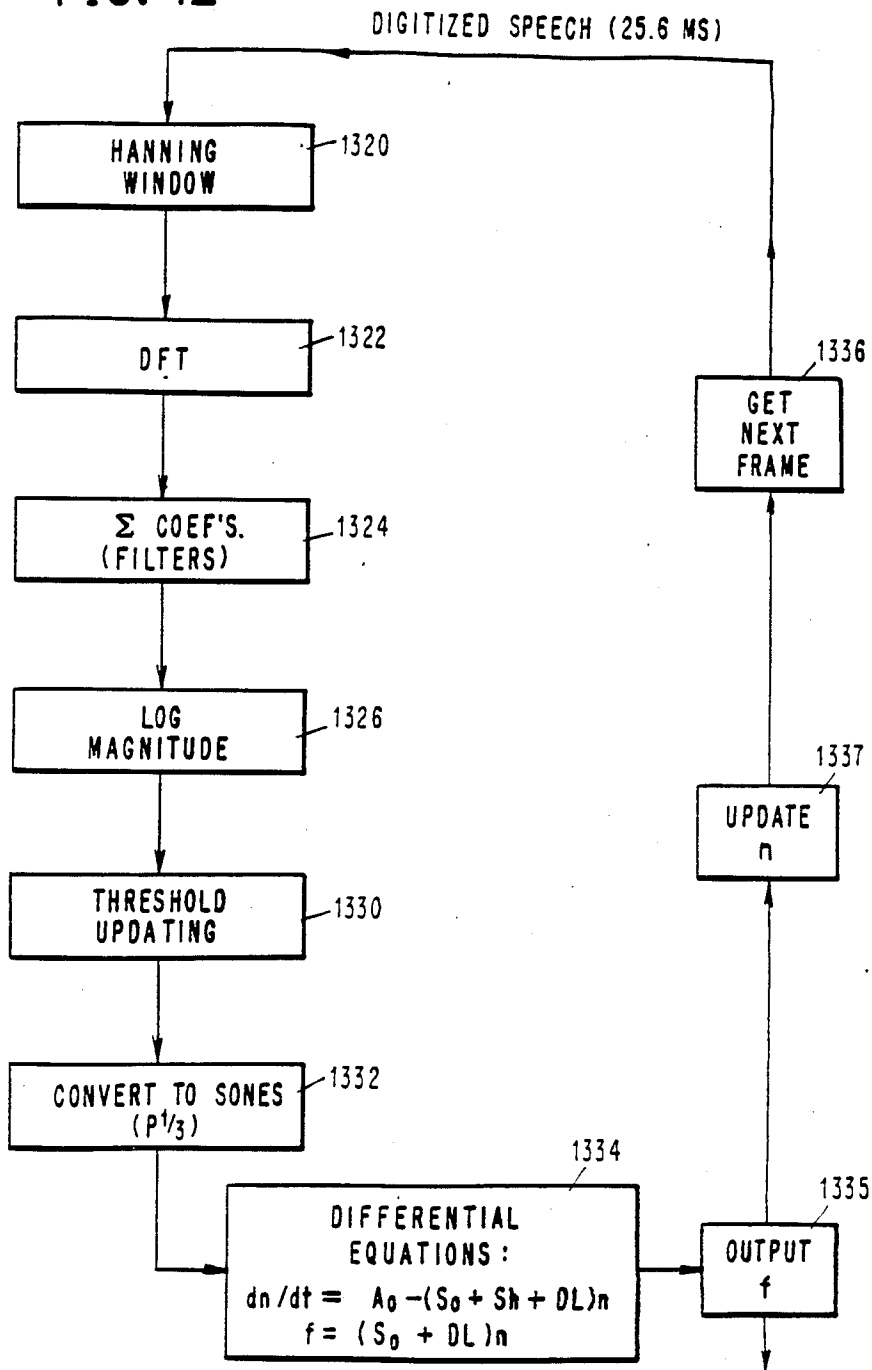 DIGITIZED SPEECH (25.6 MS)
HANNING
WINDOW
1320
DFT
1322
Σ COEF'S.
(FILTERS)
1324
LOG
MAGNITUDE
1326
THRESHOLD
UPDATING
1330
CONVERT TO SONES
(P1/3)
1332
DIFFERENTIAL
EQUATIONS:
dn/dt = A₀ -(S₀ + Sh + DL)n
f = (S₀ + DL)n
1334
OUTPUT
f
1335
UPDATE
n
1337
GET
NEXT
FRAME
1336